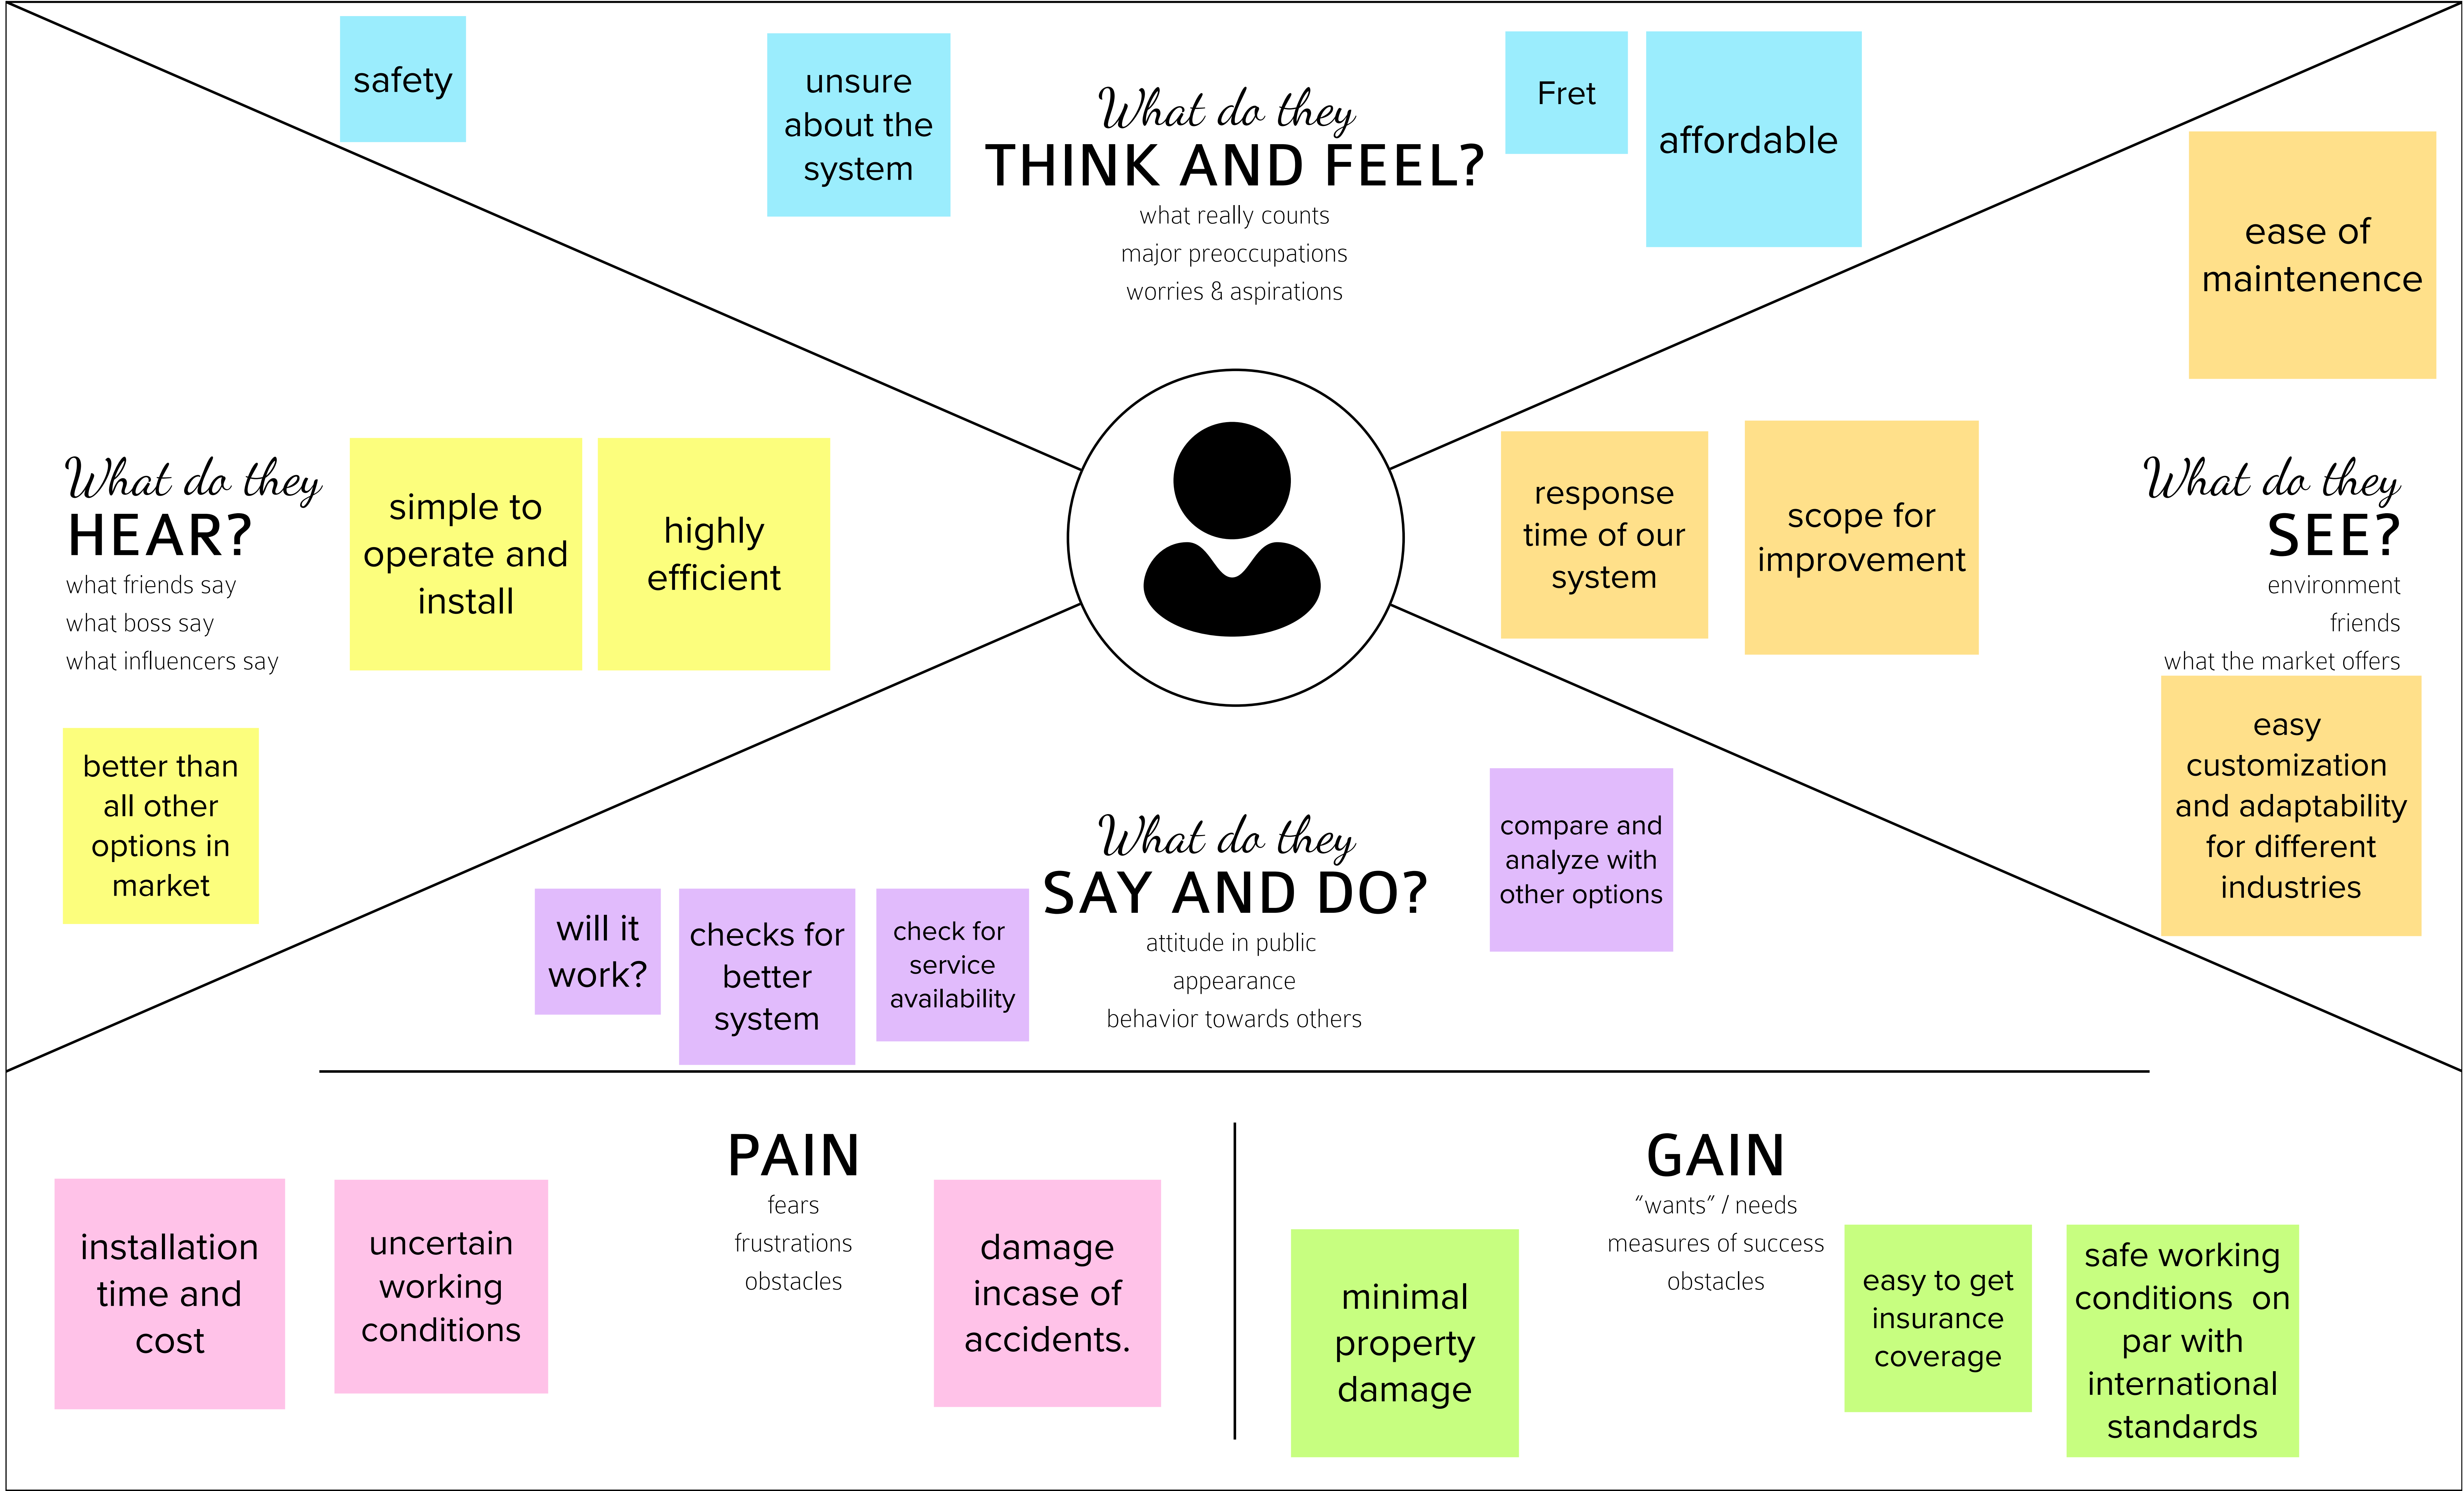 safety
unsure
about the
system
What do they
THINK AND FEEL?
what really counts
major preoccupations
worries & aspirations
Fret
affordable
What do they
HEAR?
what friends say
what boss say
what influencers say
simple to
operate and
install
highly
efficient
better than
all other
options in
market
ease of
maintenence
response
time of our
system
scope for
improvement
What do they
SEE?
environment
friends
what the market offers
easy
customization
and adaptability
for different
industries
will it
work?
checks for
better
system
check for
service
availability
What do they
SAY AND DO?
attitude in public
appearance
behavior towards others
compare and
analyze with
other options
installation
time and
cost
uncertain
working
conditions
PAIN
fears
frustrations
obstacles
damage
incase of
accidents.
minimal
property
damage
GAIN
“wants” / needs
measures of success
obstacles
easy to get
insurance
coverage
safe working
conditions  on
par with
international
standards